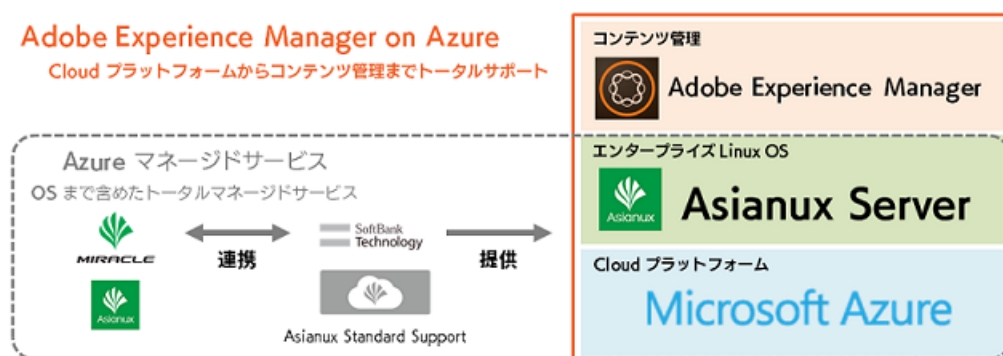 Adobe Experience Manager on Azure
Cloud プラットフォームからコンテンツ管理までトータルサポート
コンテンツ管理
Adobe Experience Manager
Azure マネージドサービス
OS まで含めたトータルマネージドサービス
MIRACLE
Asianux
連携
SoftBank
Technology
Asianux Standard Support
提供
エンタープライズ Linux OS
Asianux
Asianux Server
Cloud プラットフォーム
Microsoft Azure